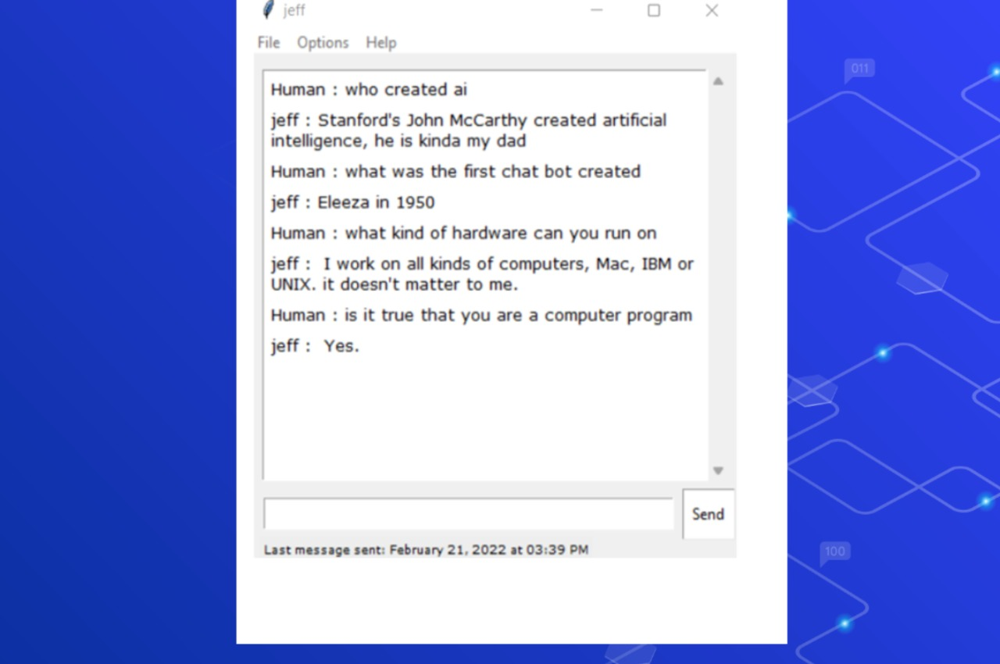 jeff
File Options Help
Human : who created ai
jeff : Stanford's John McCarthy created artificial
intelligence, he is kinda my dad
Human : what was the first chat bot created
jeff : Eleeza in 1950
Human : what kind of hardware can you run on
jeff :  I work on all kinds of computers, Mac, IBM or
UNIX. it doesn't matter to me.
Human : is it true that you are a computer program
jeff :  Yes.
Send
Last message sent: February 21, 2022 at 03:39 PM
011
100